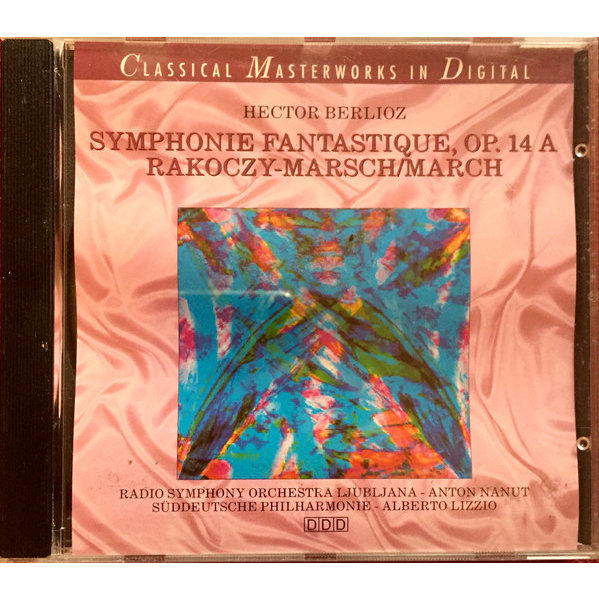 CLASSICAL MASTERWORKS IN DIGITAL
HECTOR BERLIOZ
SYMPHONIE FANTASTIQUE, OP. 14 A
RAKOCZY-MARSCH/MARCH
RADIO SYMPHONY ORCHESTRA LJUBLJANA - ANTON NANUT
SÜDDEUTSCHE PHILHARMONIE - ALBERTO LIZZIO
DDD